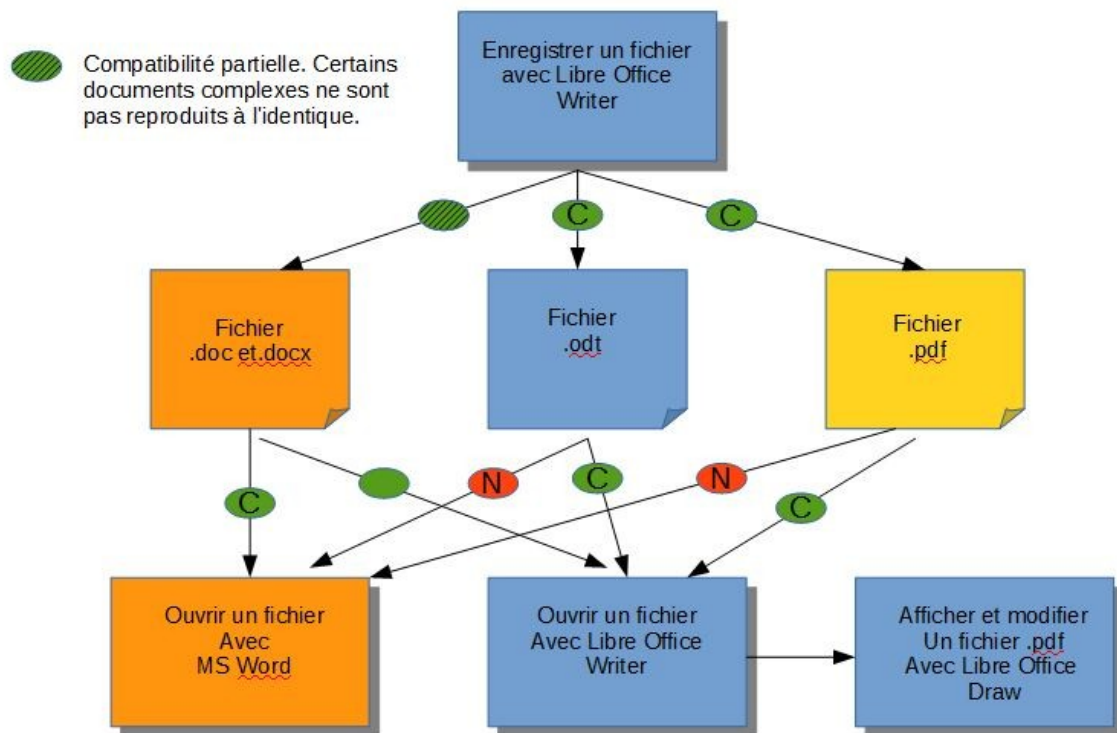 Compatibilité partielle. Certains
documents complexes ne sont
pas reproduits à l'identique.
Enregistrer un fichier
avec Libre Office
Writer
C
C
Fichier
.doc et.docx
Fichier
.odt
Fichier
.pdf
C
N
C
N
C
Ouvrir un fichier
Avec
MS Word
Ouvrir un fichier
Avec Libre Office
Writer
Afficher et modifier
Un fichier .pdf
Avec Libre Office
Draw